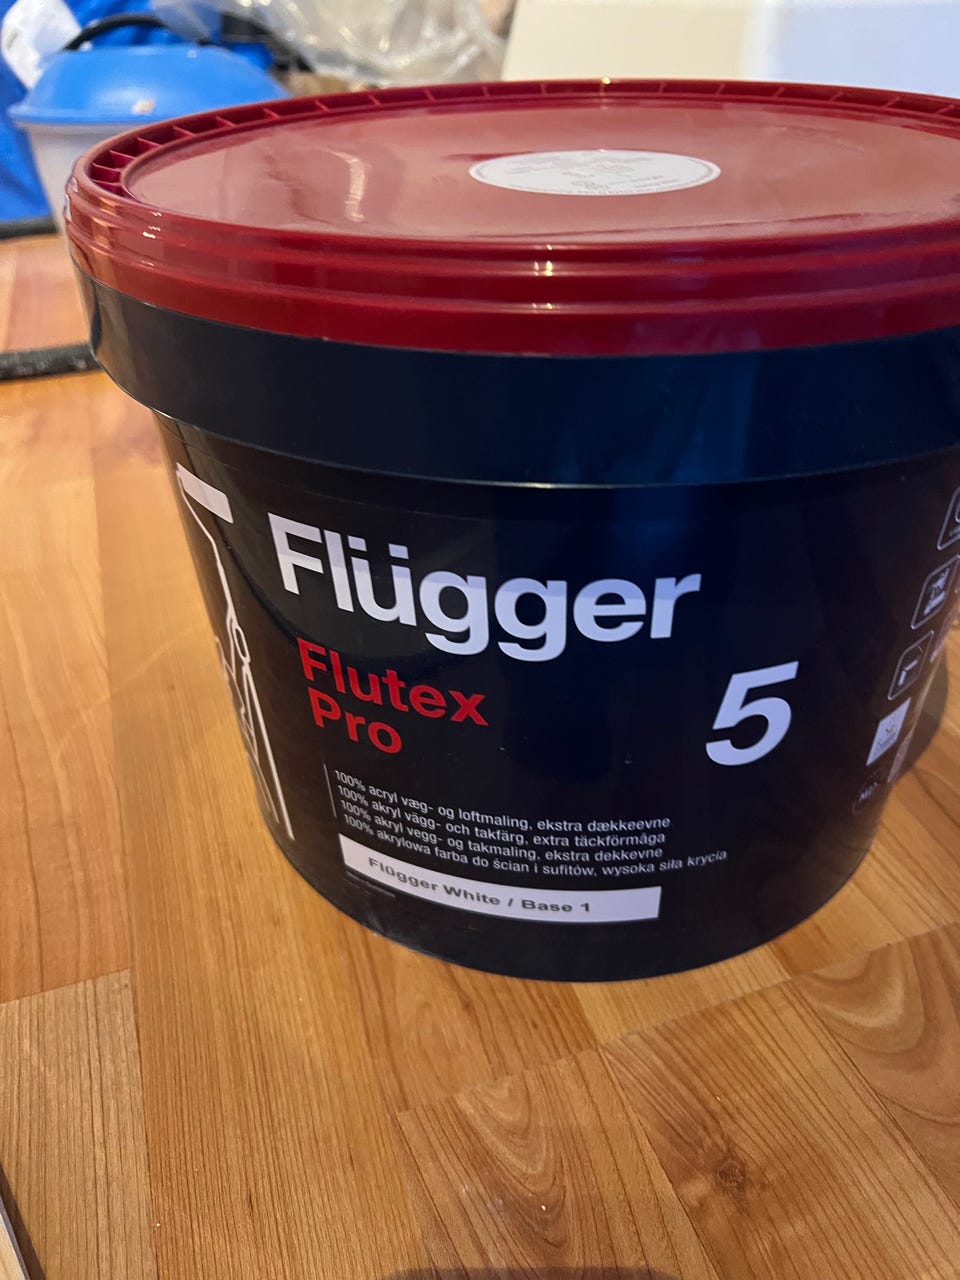 Flügger
Flutex
Pro
5
100% acryl væg- og loftmaling, ekstra dækkeevne
100% akryl vägg- och takfärg, extra täckförmåga
100% akryl vegg- og takmaling, ekstra dekkevne
100% akrylowa farba do ścian i sufitów, wysoka siła krycia
Flügger White / Base 1